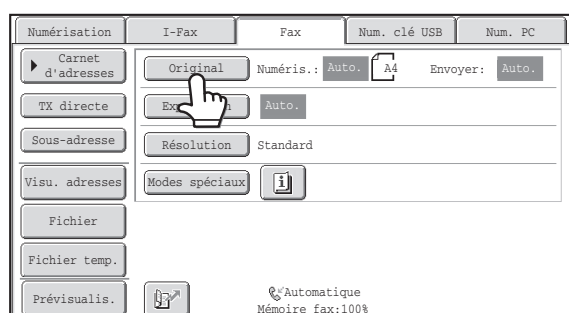 Numérisation I-Fax Fax Num. clé USB Num. PC
Carnet
d'adresses
Original Numéris.: Auto. A4 Envoyer: Auto.
TX directe
Auto.
Sous-adresse
Résolution Standard
Visu. adresses
Modes spéciaux
Fichier
Fichier temp.
Prévisualis.
Automatique
Mémoire fax:100%